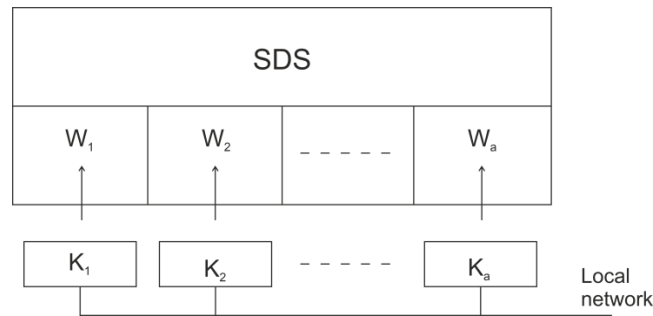 SDS
W₁ W₂ – – – – – Wₐ
K₁ K₂ – – – – – Kₐ
Local
network